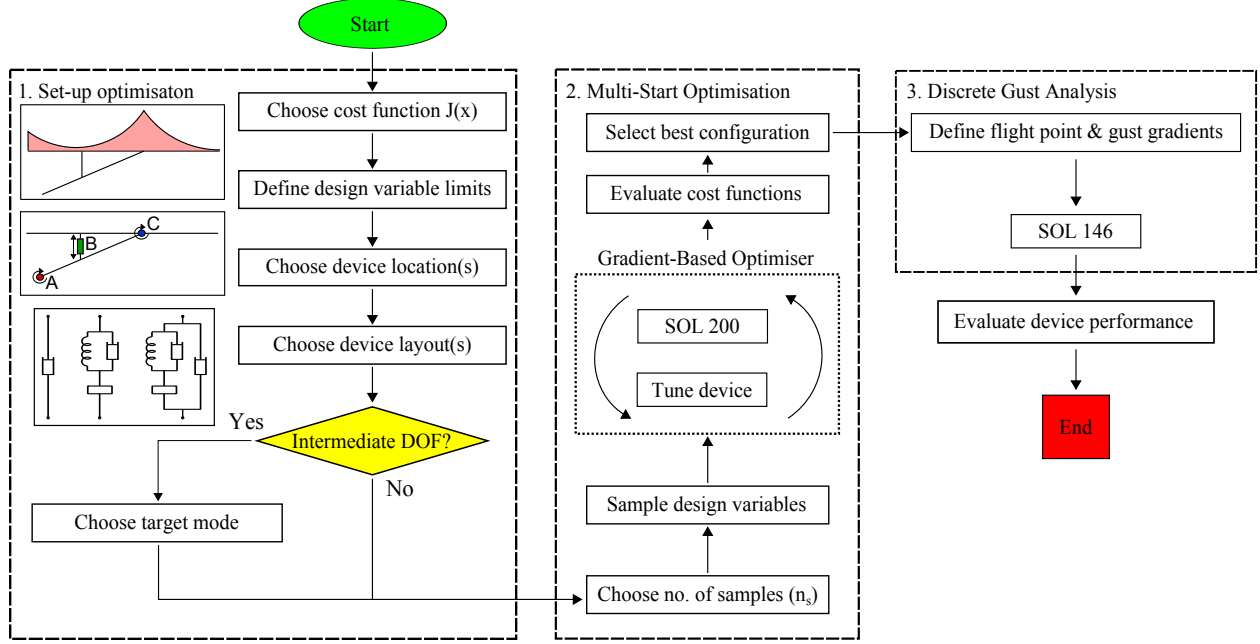 Start
1. Set-up optimisaton
Choose cost function J(x)
Define design variable limits
B
C
A
Choose device location(s)
Choose device layout(s)
Yes
Intermediate DOF?
No
Choose target mode
2. Multi-Start Optimisation
Select best configuration
Evaluate cost functions
Gradient-Based Optimiser
SOL 200
Tune device
Sample design variables
Choose no. of samples (nₛ)
3. Discrete Gust Analysis
Define flight point & gust gradients
SOL 146
Evaluate device performance
End